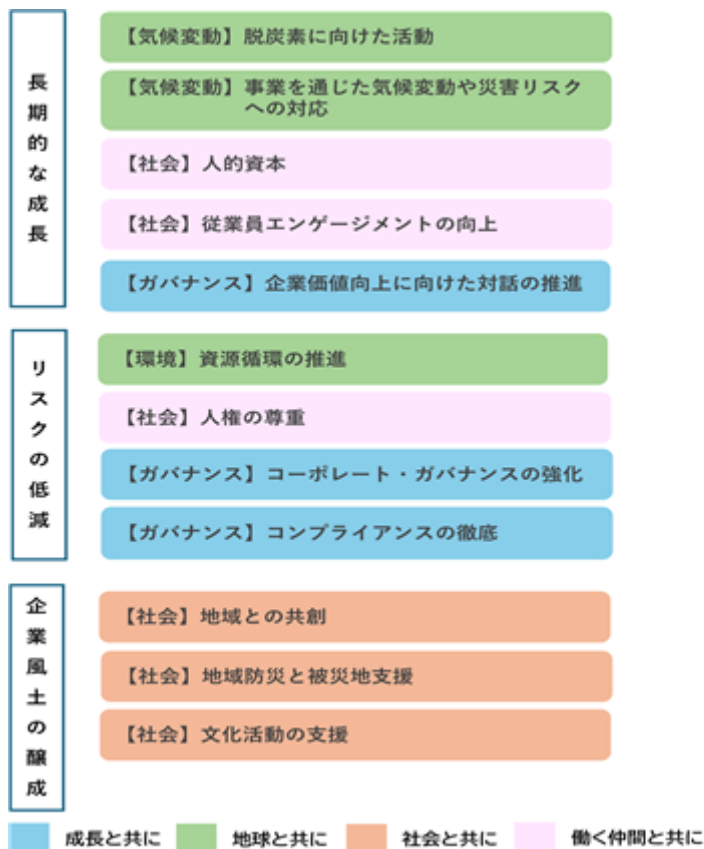 長期的な成長
【気候変動】脱炭素に向けた活動
【気候変動】事業を通じた気候変動や災害リスク
への対応
【社会】人的資本
【社会】従業員エンゲージメントの向上
【ガバナンス】企業価値向上に向けた対話の推進
リスクの低減
【環境】資源循環の推進
【社会】人権の尊重
【ガバナンス】コーポレート・ガバナンスの強化
【ガバナンス】コンプライアンスの徹底
企業風土の醸成
【社会】地域との共創
【社会】地域防災と被災地支援
【社会】文化活動の支援
成長と共に 地球と共に 社会と共に 働く仲間と共に